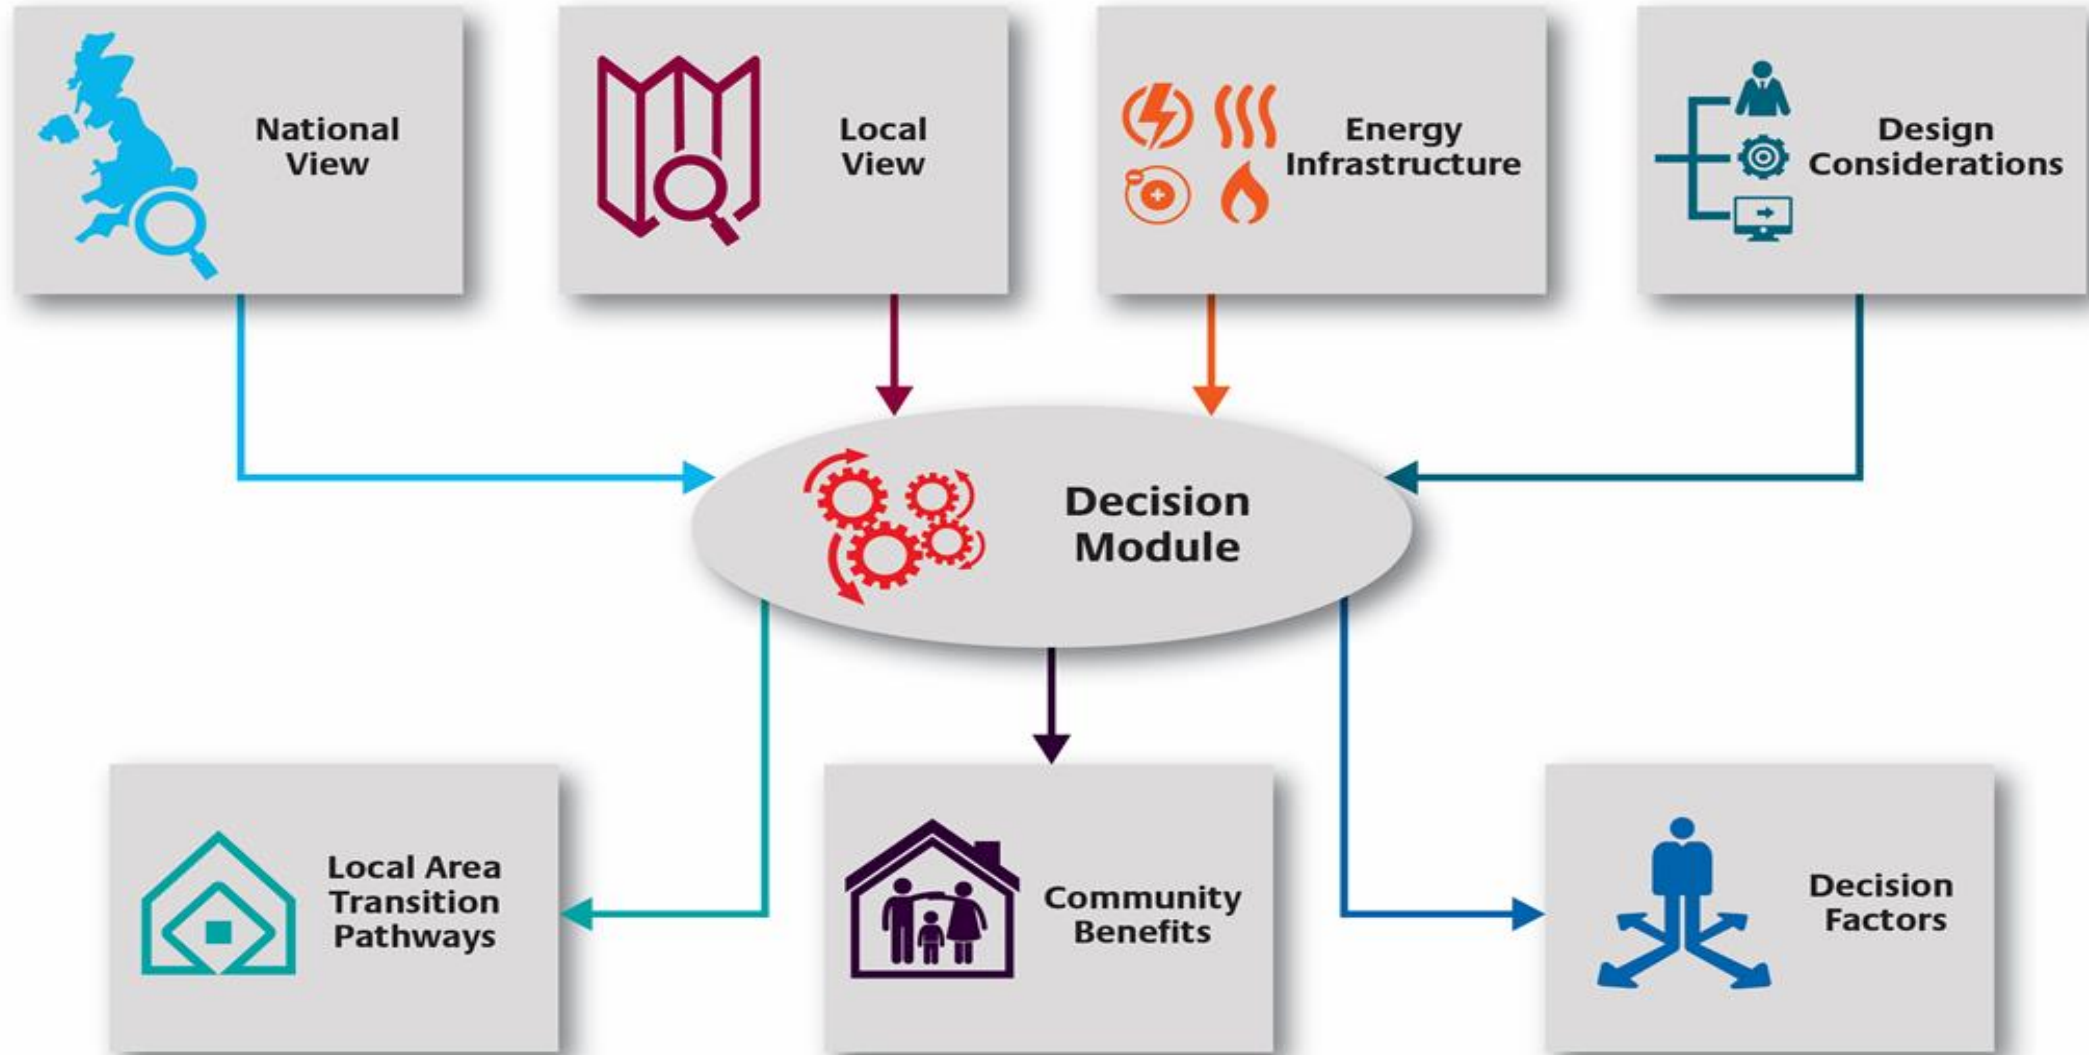 National
View
Local
View
Energy
Infrastructure
Design
Considerations
Decision
Module
Local Area
Transition
Pathways
Community
Benefits
Decision
Factors